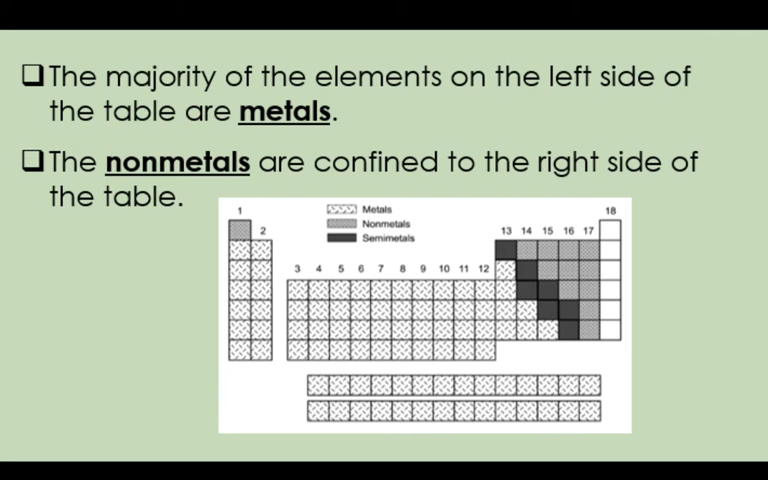 ❑The majority of the elements on the left side of
the table are metals.
❑The nonmetals are confined to the right side of
the table.
1 18
Metals
Nonmetals
Semimetals
2 13 14 15 16 17
3 4 5 6 7 8 9 10 11 12